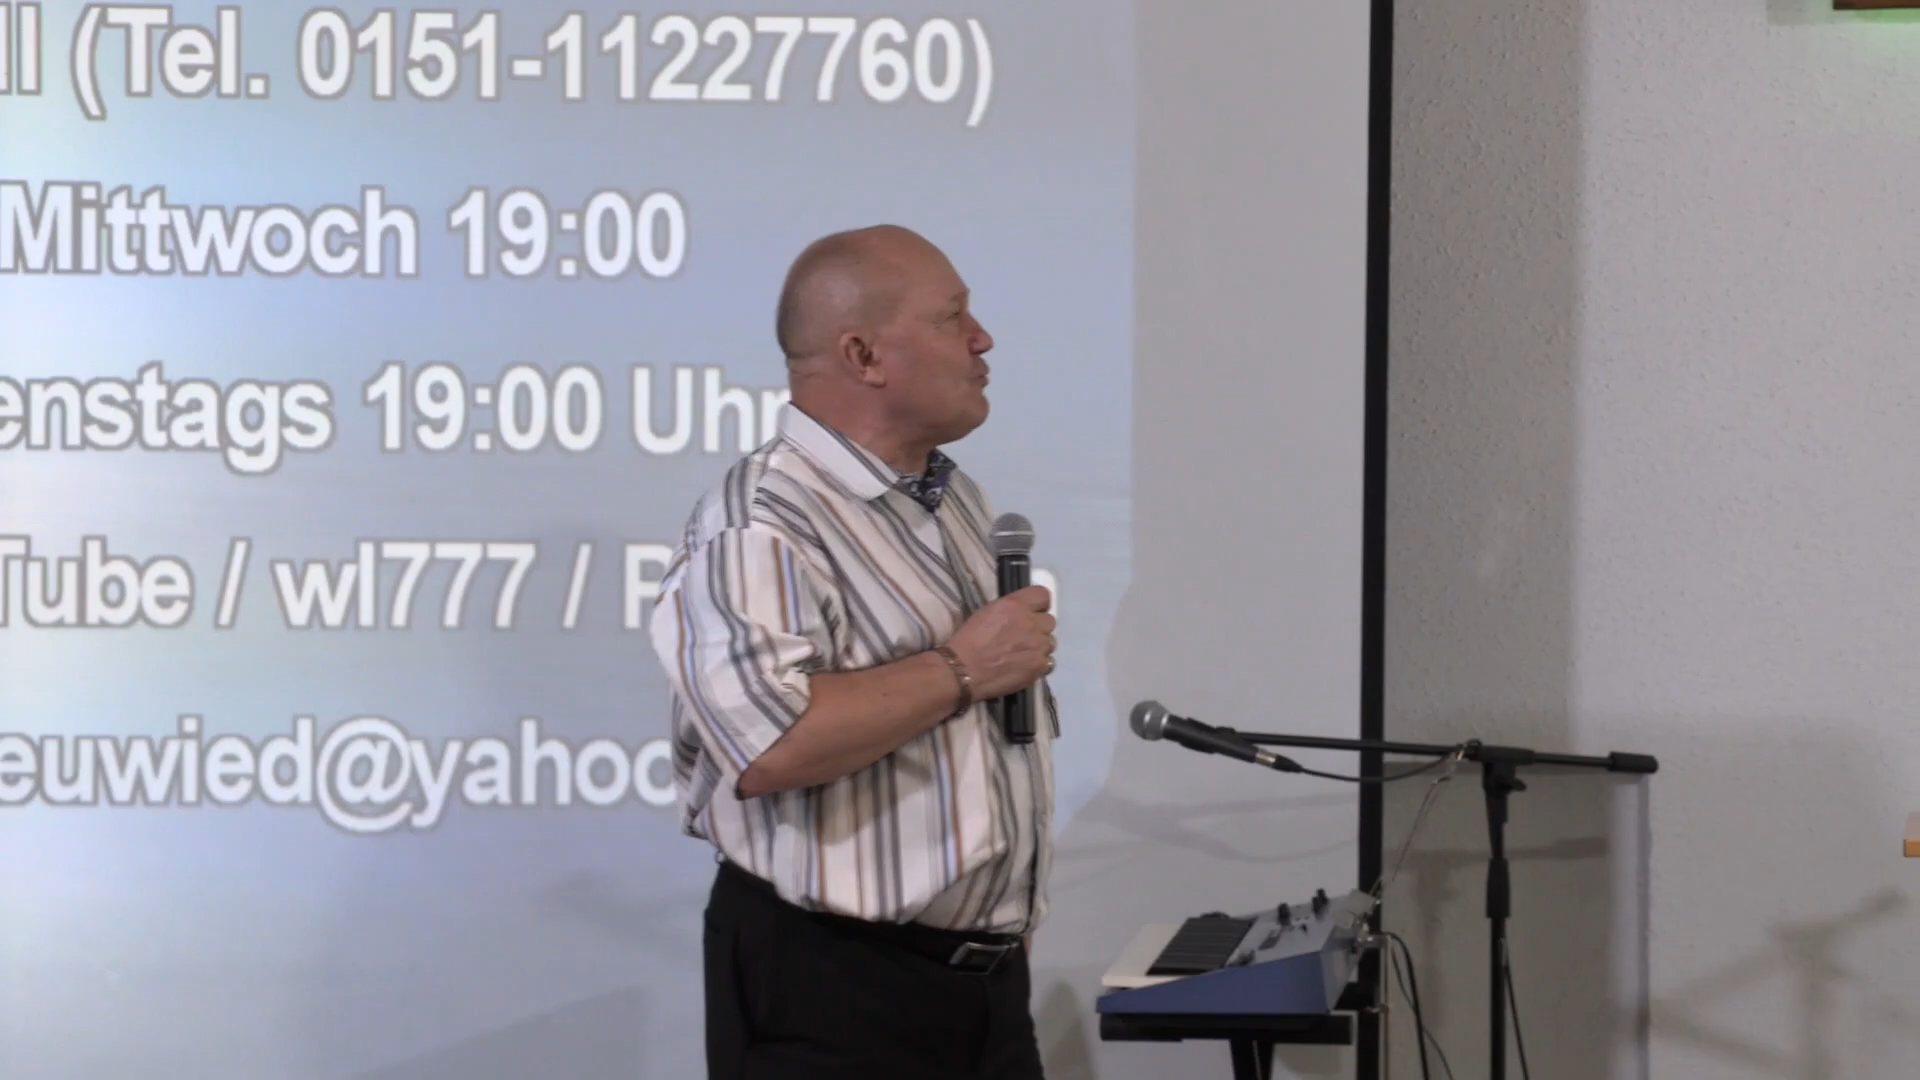 ll (Tel. 0151-11227760)
Mittwoch 19:00
enstags 19:00 Uhr
Tube / wl777 /
euwied@yahoo